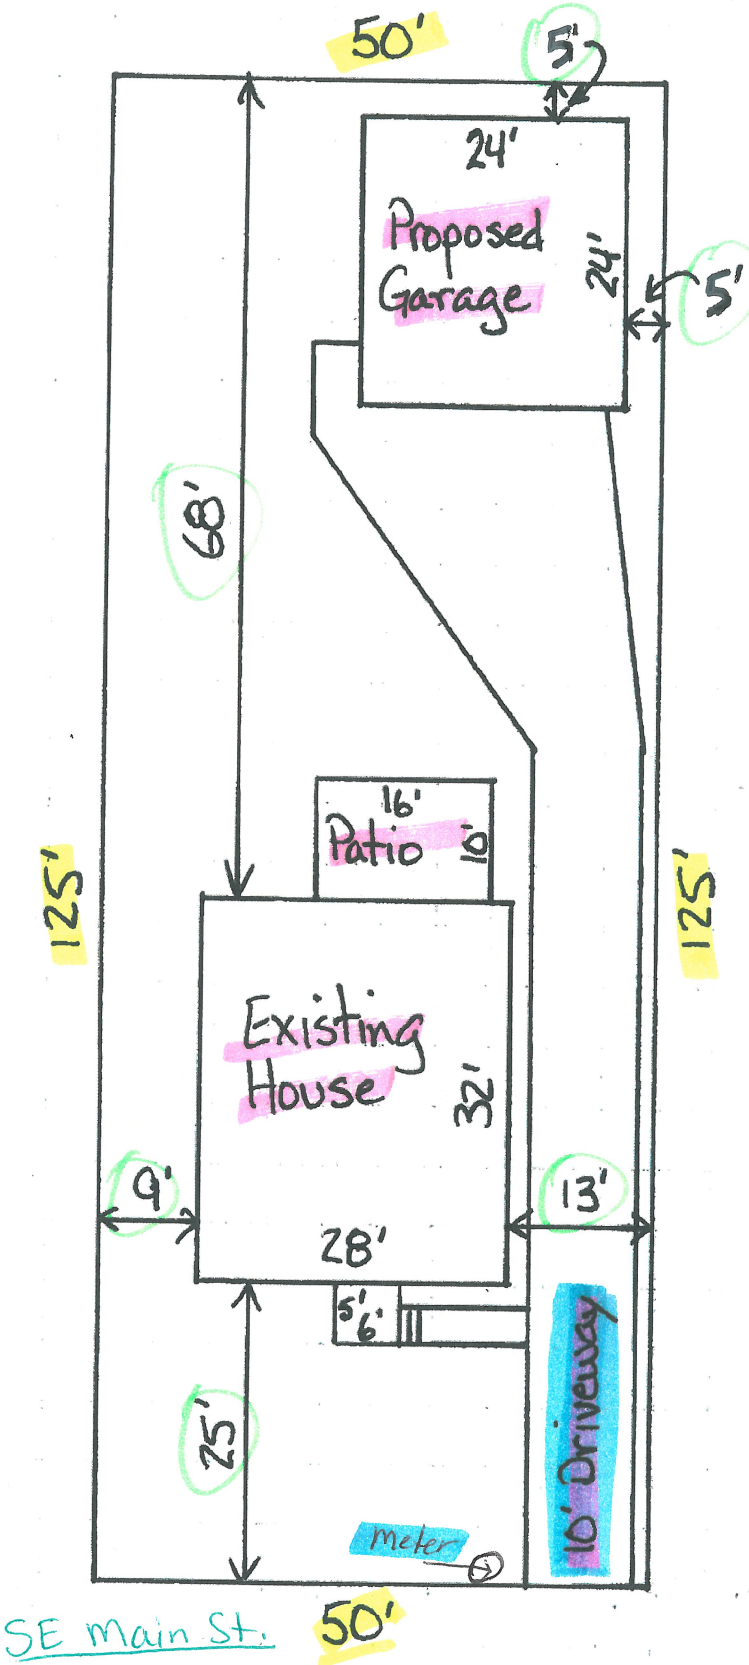 50'
5'
24'
Proposed
Garage
24'
5'
68'
16'
Patio
10'
125'
125'
Existing
House
32'
9'
13'
28'
5'
6'
10' Driveway
25'
meter
SE Main St.
50'